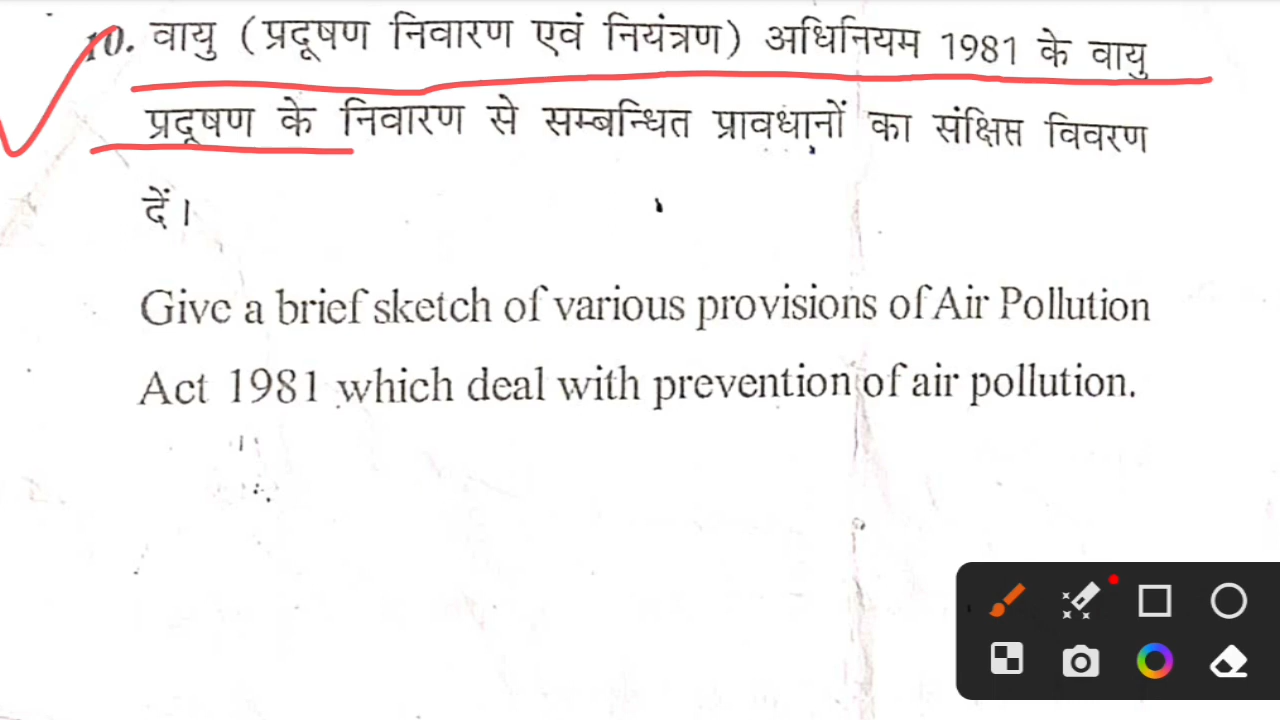 10. वायु (प्रदूषण निवारण एवं नियंत्रण) अधिनियम 1981 के वायु
प्रदूषण के निवारण से सम्बन्धित प्रावधानों का संक्षिप्त विवरण
दें।
Give a brief sketch of various provisions of Air Pollution
Act 1981 which deal with prevention of air pollution.